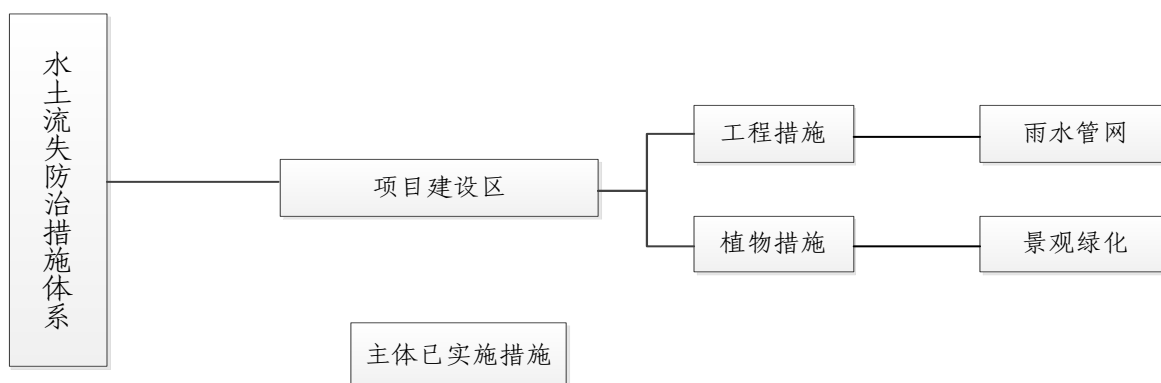 水土流失防治措施体系
项目建设区
工程措施
雨水管网
植物措施
景观绿化
主体已实施措施